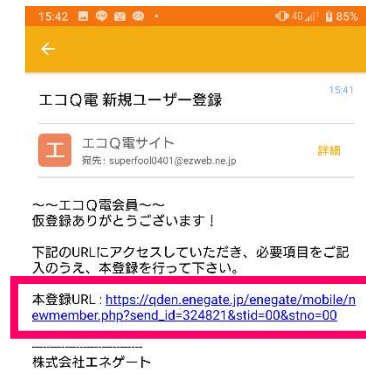 15:42 4G 85%
エコQ電 新規ユーザー登録 15:41
エ エコQ電サイト
宛先: superfool0401@ezweb.ne.jp 詳細
~~エコQ電会員~~
仮登録ありがとうございます！
下記のURLにアクセスしていただき、必要項目をご記
入のうえ、本登録を行って下さい。
本登録URL : https://qden.enegate.jp/enegate/mobile/n
ewmember.php?send_id=324821&stid=00&stno=00
--------------------------------
株式会社エネゲート